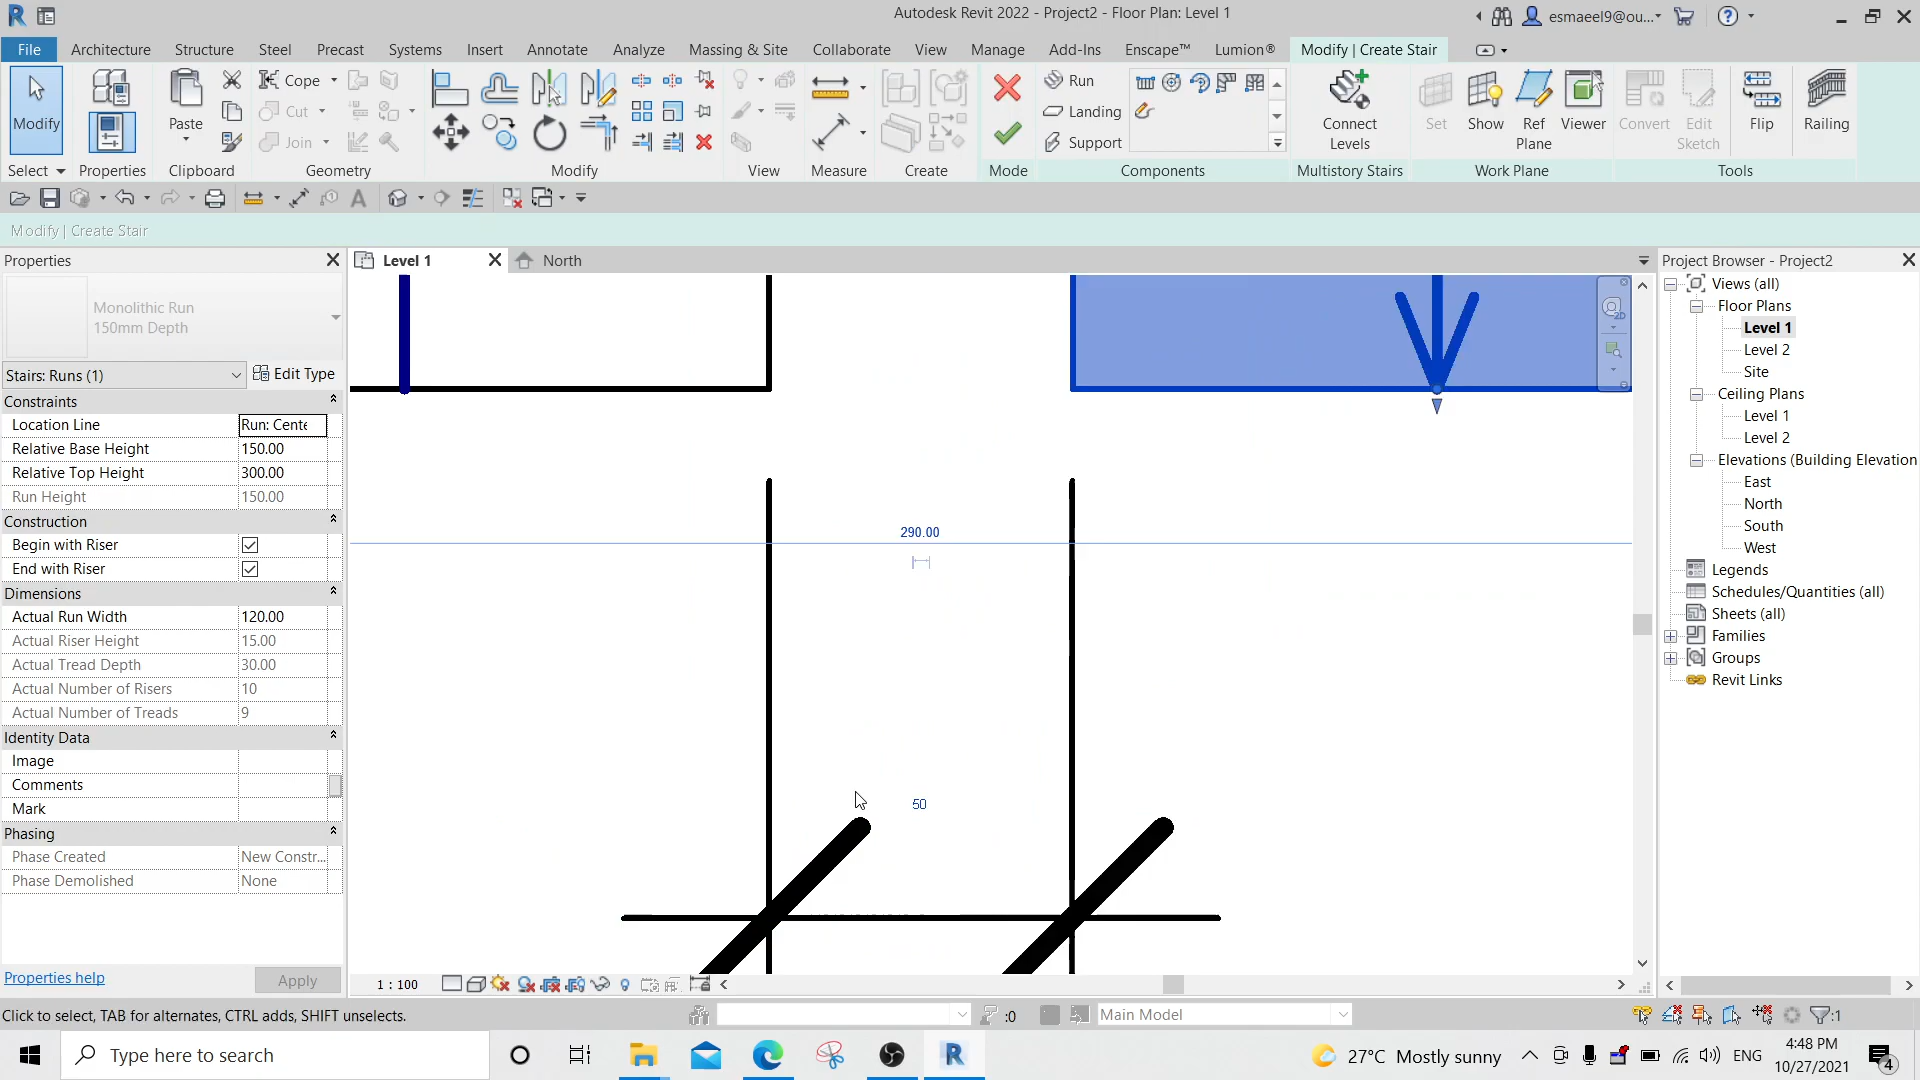 Autodesk Revit 2022 - Project2 - Floor Plan: Level 1
esmaeel9@ou...
File Architecture Structure Steel Precast Systems Insert Annotate Analyze Massing & Site Collaborate View Manage Add-Ins Enscape™ Lumion® Modify | Create Stair
Modify
Paste
Cope
Cut
Join
Run
Landing
Support
Connect Levels
Set
Show
Ref Plane
Viewer
Convert
Edit Sketch
Flip
Railing
Select Properties Clipboard Geometry Modify View Measure Create Mode Components Multistory Stairs Work Plane Tools
Modify | Create Stair
Properties
Level 1
North
Project Browser - Project2
Monolithic Run
150mm Depth
Stairs: Runs (1)
Edit Type
Constraints
Location Line Run: Cente
Relative Base Height 150.00
Relative Top Height 300.00
Run Height 150.00
Construction
Begin with Riser
End with Riser
Dimensions
Actual Run Width 120.00
Actual Riser Height 15.00
Actual Tread Depth 30.00
Actual Number of Risers 10
Actual Number of Treads 9
Identity Data
Image
Comments
Mark
Phasing
Phase Created New Constr...
Phase Demolished None
Properties help
Apply
290.00
50
2D
Views (all)
Floor Plans
Level 1
Level 2
Site
Ceiling Plans
Level 1
Level 2
Elevations (Building Elevation
East
North
South
West
Legends
Schedules/Quantities (all)
Sheets (all)
Families
Groups
Revit Links
1 : 100
Click to select, TAB for alternates, CTRL adds, SHIFT unselects.
:0
Main Model
:1
Type here to search
27°C Mostly sunny
ENG
4:48 PM
10/27/2021
4